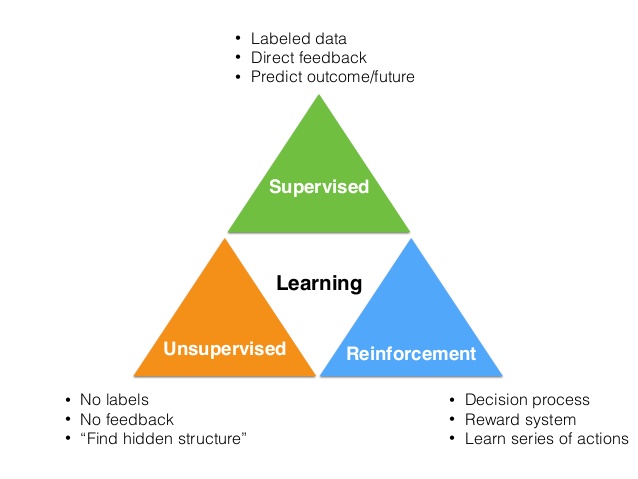 • Labeled data
• Direct feedback
• Predict outcome/future
Supervised
Learning
Unsupervised
Reinforcement
• No labels
• No feedback
• “Find hidden structure”
• Decision process
• Reward system
• Learn series of actions